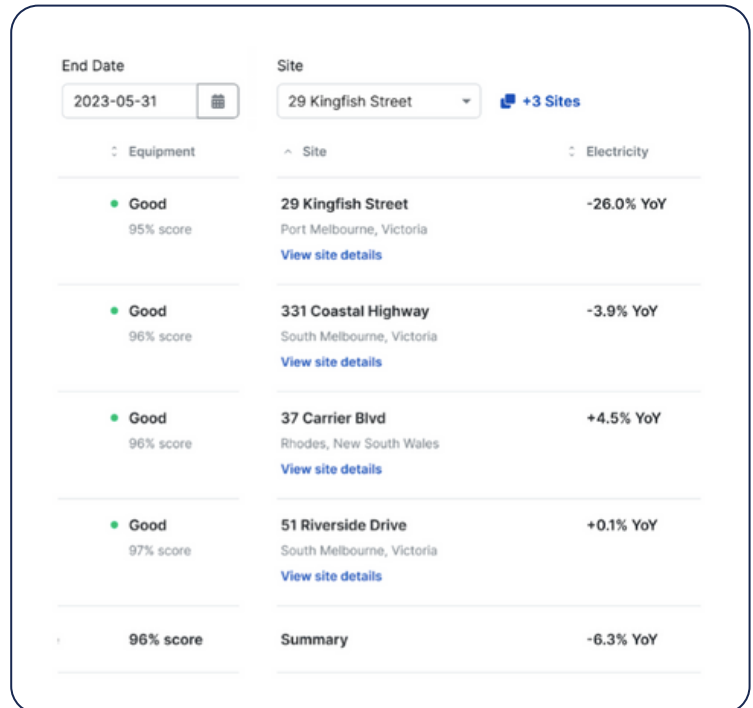 End Date
Site
2023-05-31
29 Kingfish Street
+3 Sites
Equipment
Site
Electricity
Good
29 Kingfish Street
-26.0% YoY
95% score
Port Melbourne, Victoria
View site details
Good
331 Coastal Highway
-3.9% YoY
96% score
South Melbourne, Victoria
View site details
Good
37 Carrier Blvd
+4.5% YoY
96% score
Rhodes, New South Wales
View site details
Good
51 Riverside Drive
+0.1% YoY
97% score
South Melbourne, Victoria
View site details
96% score
Summary
-6.3% YoY